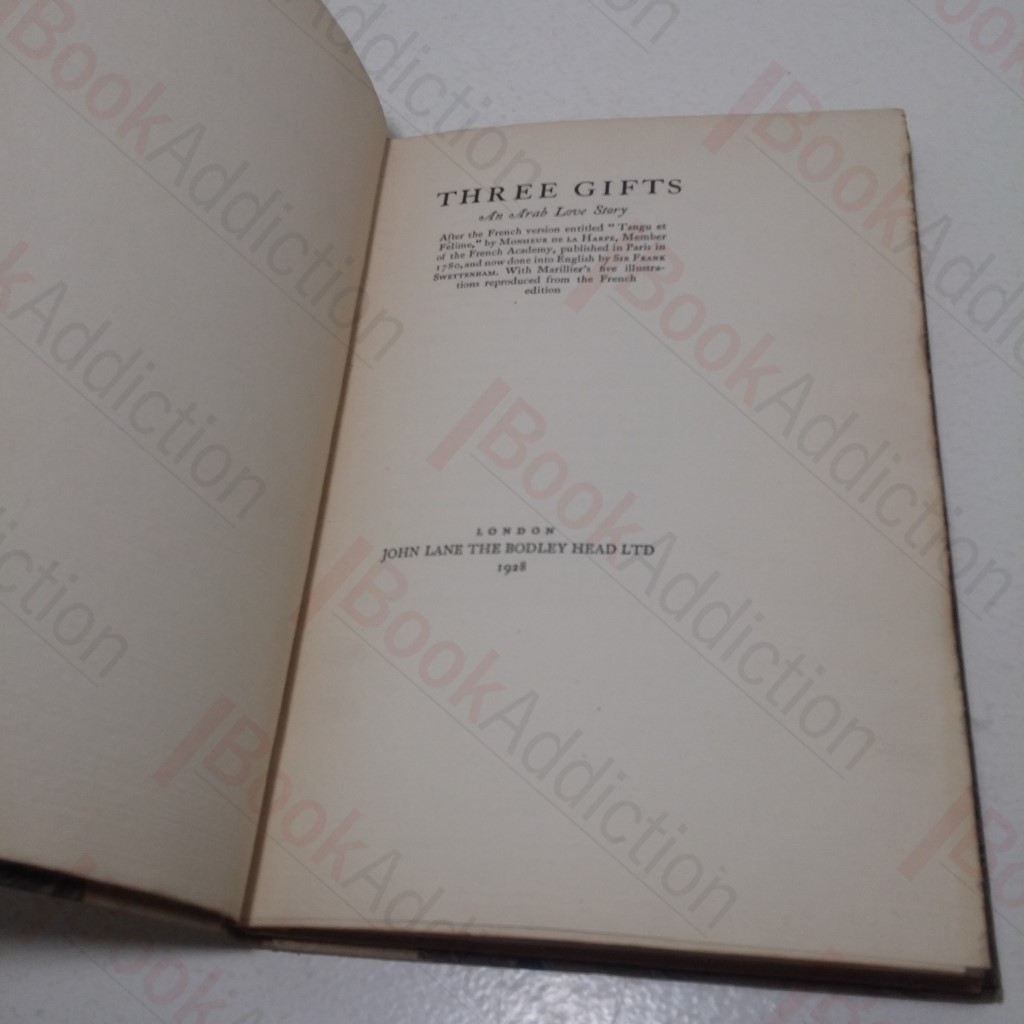 THREE GIFTS
An Arab Love Story
After the French version entitled "Tangu et
Félime," by MONSIEUR DE LA HARPE, Member
of the French Academy, published in Paris in
1780, and now done into English by SIR FRANK
SWETTENHAM. With Marillier's five illustra-
tions reproduced from the French
edition
LONDON
JOHN LANE THE BODLEY HEAD LTD
1928
BookAddiction